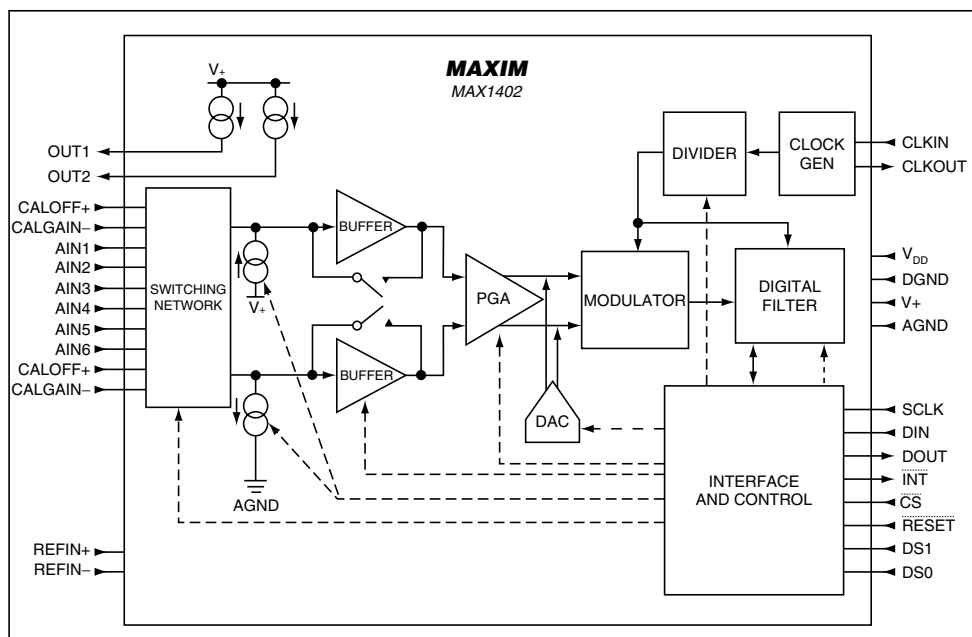 MAXIM
MAX1402
V+
OUT1
OUT2
CALOFF+
CALGAIN−
AIN1
AIN2
AIN3
AIN4
AIN5
AIN6
CALOFF+
CALGAIN−
REFIN+
REFIN−
SWITCHING
NETWORK
V+
AGND
BUFFER
BUFFER
PGA
DAC
MODULATOR
DIVIDER
CLOCK
GEN
DIGITAL
FILTER
INTERFACE
AND CONTROL
CLKIN
CLKOUT
VDD
DGND
V+
AGND
SCLK
DIN
DOUT
INT
CS
RESET
DS1
DS0